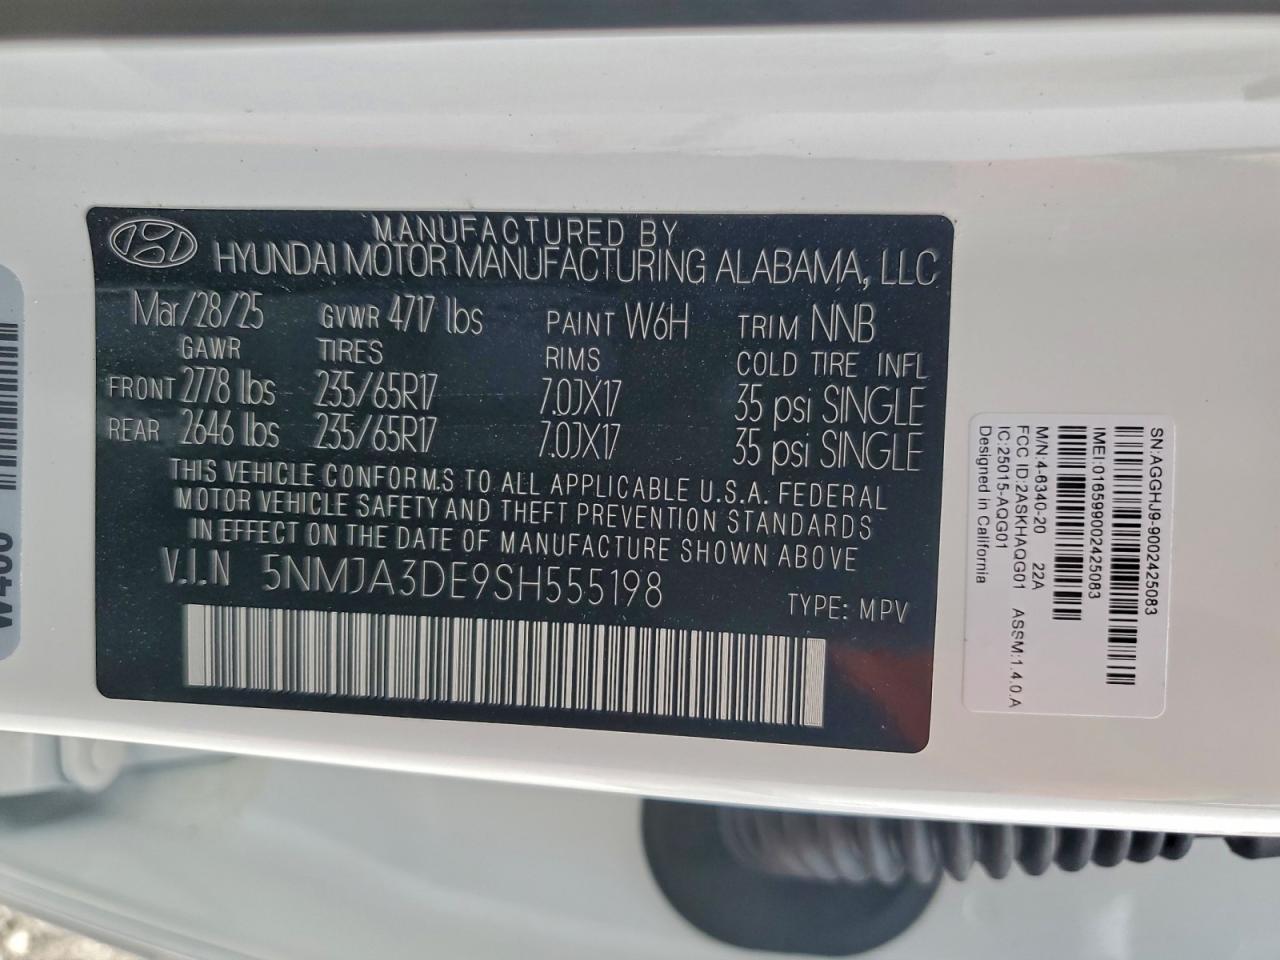 MANUFACTURED BY
HYUNDAI MOTOR MANUFACTURING ALABAMA, LLC
Mar/28/25 GVWR 4717 lbs PAINT W6H TRIM NNB
GAWR TIRES RIMS COLD TIRE INFL
FRONT 2778 lbs 235/65R17 7.0JX17 35 psi SINGLE
REAR 2646 lbs 235/65R17 7.0JX17 35 psi SINGLE
THIS VEHICLE CONFORMS TO ALL APPLICABLE U.S.A. FEDERAL
MOTOR VEHICLE SAFETY AND THEFT PREVENTION STANDARDS
IN EFFECT ON THE DATE OF MANUFACTURE SHOWN ABOVE
V.I.N 5NMJA3DE9SH555198
TYPE: MPV
SN:AGGHJ9-9002425083
IMEI:016599002425083
M/N:4-6340-20 22A
FCC ID:2ASKHAQG01 ASSM:1.4.0.A
IC:25015-AQG01
Designed in California